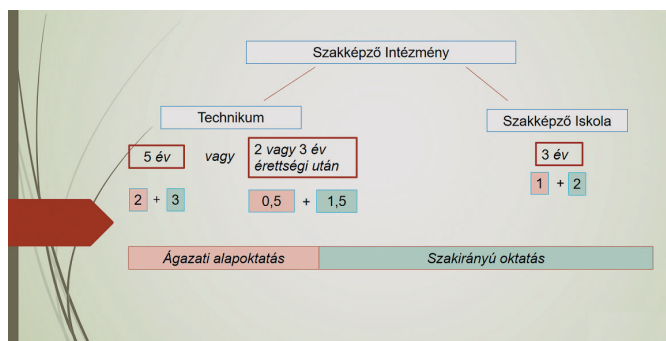 Szakképző Intézmény
Technikum
Szakképző Iskola
5 év
vagy
2 vagy 3 év
érettségi után
3 év
2 + 3
0,5 + 1,5
1 + 2
Ágazati alapoktatás
Szakirányú oktatás